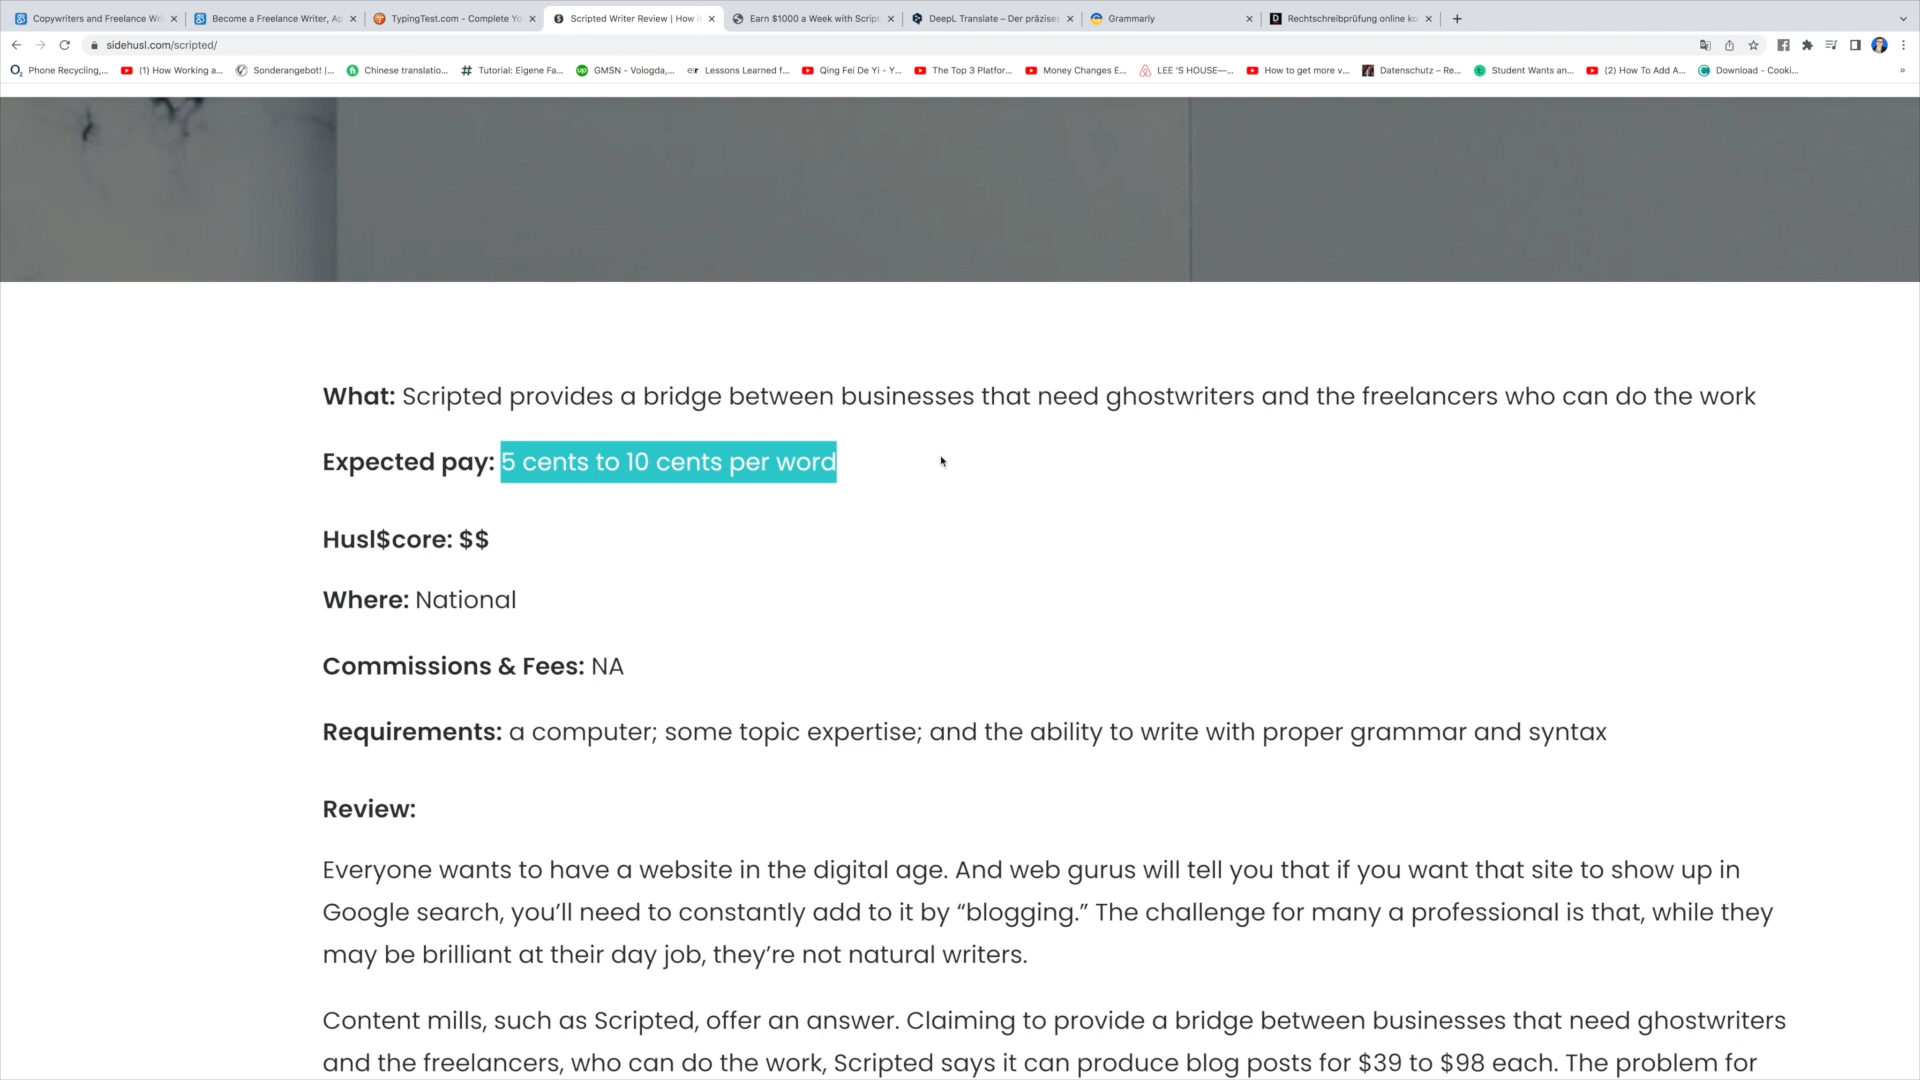 Copywriters and Freelance Wri
Become a Freelance Writer, Ap
TypingTest.com - Complete Yo
Scripted Writer Review | How i
Earn $1000 a Week with Script
DeepL Translate – Der präzises
Grammarly
Rechtschreibprüfung online ko
sidehusl.com/scripted/
Phone Recycling,...
(1) How Working a...
Sonderangebot! |...
Chinese translatio...
Tutorial: Eigene Fa...
GMSN - Vologda,...
Lessons Learned f...
Qing Fei De Yi - Y...
The Top 3 Platfor...
Money Changes E...
LEE 'S HOUSE—...
How to get more v...
Datenschutz – Re...
Student Wants an...
(2) How To Add A...
Download - Cooki...
What: Scripted provides a bridge between businesses that need ghostwriters and the freelancers who can do the work
Expected pay: 5 cents to 10 cents per word
Husl$core: $$
Where: National
Commissions & Fees: NA
Requirements: a computer; some topic expertise; and the ability to write with proper grammar and syntax
Review:
Everyone wants to have a website in the digital age. And web gurus will tell you that if you want that site to show up in
Google search, you’ll need to constantly add to it by “blogging.” The challenge for many a professional is that, while they
may be brilliant at their day job, they’re not natural writers.
Content mills, such as Scripted, offer an answer. Claiming to provide a bridge between businesses that need ghostwriters
and the freelancers, who can do the work, Scripted says it can produce blog posts for $39 to $98 each. The problem for